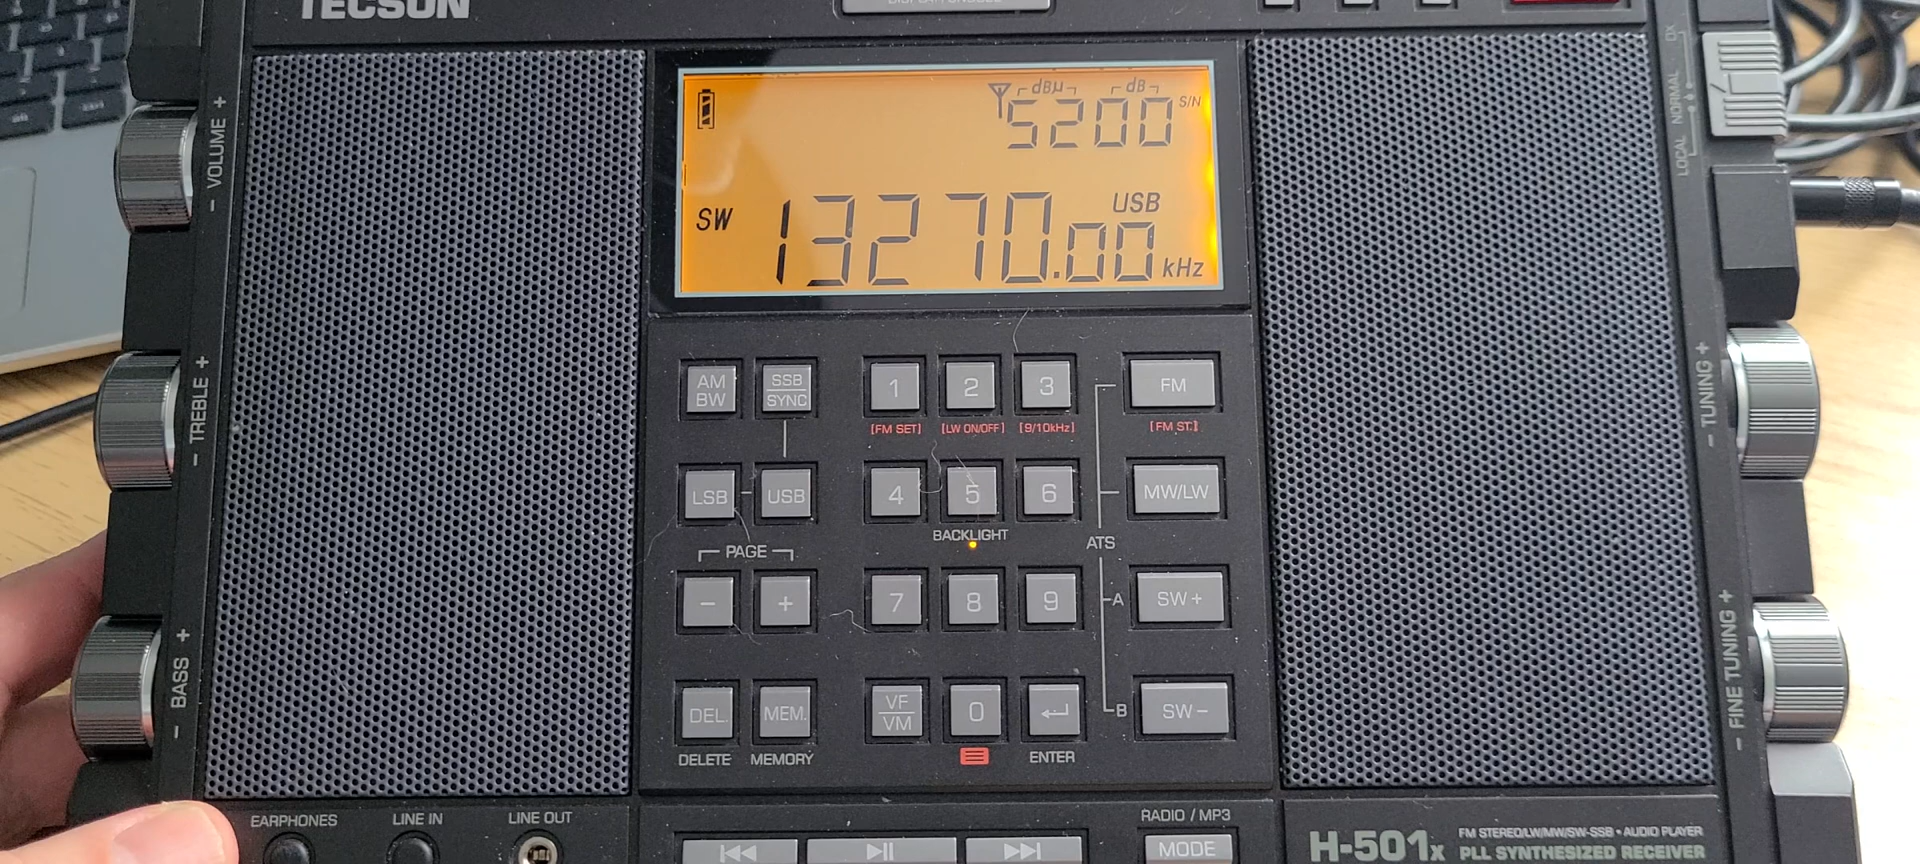 TECSUN
dBμ dB
5200 S/N
SW 13270.00 USB kHz
- VOLUME +
- TREBLE +
- BASS +
LOCAL NORMAL DX
- TUNING +
- FINE TUNING +
AM BW
SSB SYNC
1 2 3
FM
[FM SET] [LW ON/OFF] [9/10kHz] [FM ST.]
LSB - USB
4 5 6
MW/LW
BACKLIGHT
ATS
PAGE
- +
7 8 9
A
SW +
DEL. MEM.
VF VM
0
B
SW -
DELETE MEMORY
ENTER
EARPHONES LINE IN LINE OUT
RADIO / MP3
MODE
H-501x
FM STEREO/LW/MW/SW-SSB • AUDIO PLAYER
PLL SYNTHESIZED RECEIVER